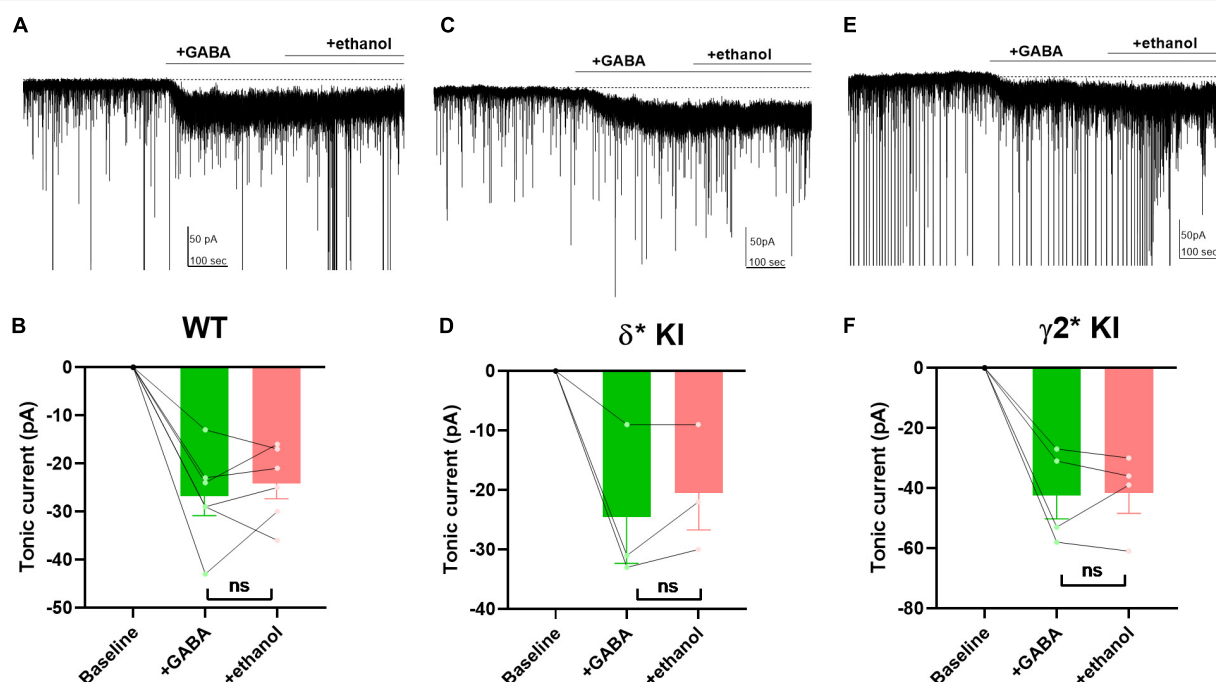 A
+GABA
+ethanol
50 pA
100 sec
C
+GABA
+ethanol
50pA
100 sec
E
+GABA
+ethanol
50pA
100 sec
B
WT
Tonic current (pA)
0
-10
-20
-30
-40
-50
ns
Baseline
+GABA
+ethanol
D
δ* KI
Tonic current (pA)
0
-10
-20
-30
-40
ns
Baseline
+GABA
+ethanol
F
γ2* KI
Tonic current (pA)
0
-20
-40
-60
-80
ns
Baseline
+GABA
+ethanol